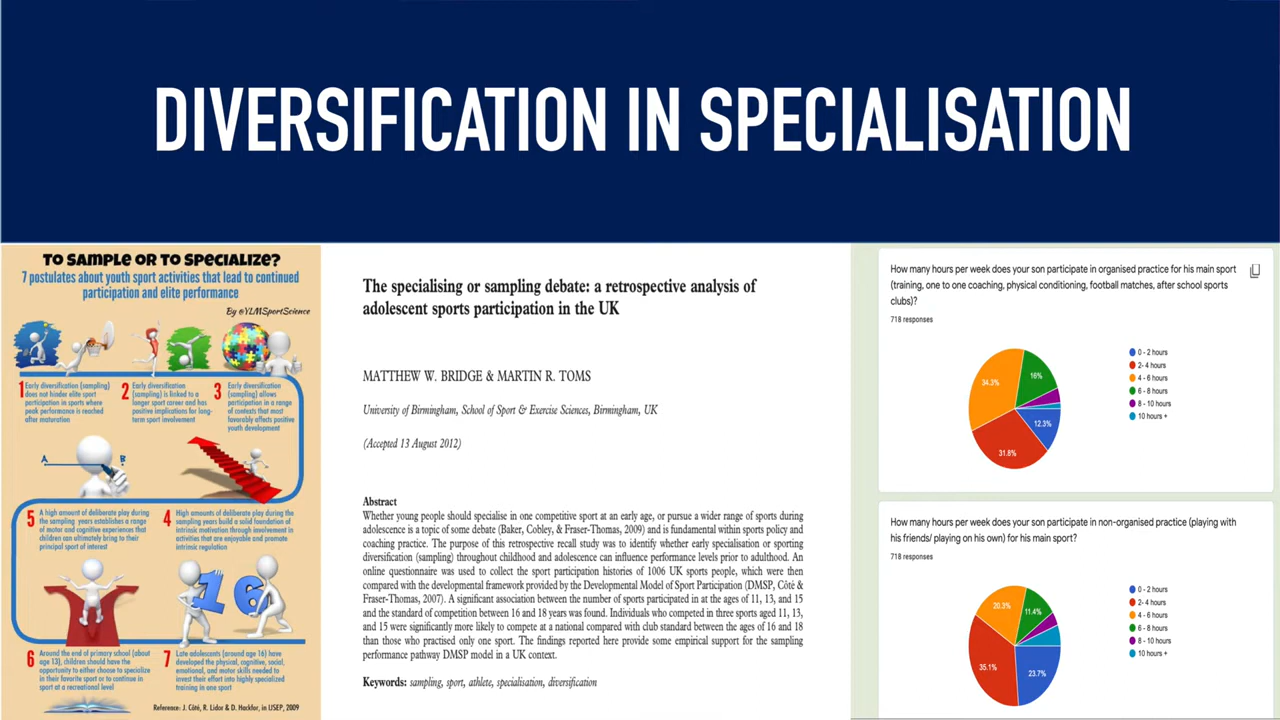 DIVERSIFICATION IN SPECIALISATION
TO SAMPLE OR TO SPECIALIZE?
7 postulates about youth sport activities that lead to continued
participation and elite performance
By @YLMSportScience
1 Early diversification (sampling)
does not hinder elite sport
participation in sports where
peak performance is reached
after maturation
2 Early diversification
(sampling) is linked to a
longer sport career and has
positive implications for long-
term sport involvement
3 Early diversification
(sampling) allows
participation in a range
of contexts that most
favorably affects positive
youth development
A B
5 A high amount of deliberate play during
the sampling years establishes a range
of motor and cognitive experiences that
children can ultimately bring to their
principal sport of interest
4 High amounts of deliberate play during the
sampling years build a solid foundation of
intrinsic motivation through involvement in
activities that are enjoyable and promote
intrinsic regulation
16
6 Around the end of primary school (about
age 13), children should have the
opportunity to either choose to specialize
in their favorite sport or to continue in
sport at a recreational level
7 Late adolescents (around age 16) have
developed the physical, cognitive, social,
emotional, and motor skills needed to
invest their effort into highly specialized
training in one sport
Reference: J. Côté, R. Lidor & D. Hackfor, in IJSEP, 2009
The specialising or sampling debate: a retrospective analysis of
adolescent sports participation in the UK
MATTHEW W. BRIDGE & MARTIN R. TOMS
University of Birmingham, School of Sport & Exercise Sciences, Birmingham, UK
(Accepted 13 August 2012)
Abstract
Whether young people should specialise in one competitive sport at an early age, or pursue a wider range of sports during
adolescence is a topic of some debate (Baker, Cobley, & Fraser-Thomas, 2009) and is fundamental within sports policy and
coaching practice. The purpose of this retrospective recall study was to identify whether early specialisation or sporting
diversification (sampling) throughout childhood and adolescence can influence performance levels prior to adulthood. An
online questionnaire was used to collect the sport participation histories of 1006 UK sports people, which were then
compared with the developmental framework provided by the Developmental Model of Sport Participation (DMSP, Côté &
Fraser-Thomas, 2007). A significant association between the number of sports participated in at the ages of 11, 13, and 15
and the standard of competition between 16 and 18 years was found. Individuals who competed in three sports aged 11, 13,
and 15 were significantly more likely to compete at a national compared with club standard between the ages of 16 and 18
than those who practised only one sport. The findings reported here provide some empirical support for the sampling
performance pathway DMSP model in a UK context.
Keywords: sampling, sport, athlete, specialisation, diversification
How many hours per week does your son participate in organised practice for his main sport
(training, one to one coaching, physical conditioning, football matches, after school sports
clubs)?
718 responses
34.3%
16%
12.3%
31.8%
0 - 2 hours
2- 4 hours
4 - 6 hours
6 - 8 hours
8 - 10 hours
10 hours +
How many hours per week does your son participate in non-organised practice (playing with
his friends/ playing on his own) for his main sport?
718 responses
20.3%
11.4%
35.1%
23.7%
0 - 2 hours
2- 4 hours
4 - 6 hours
6 - 8 hours
8 - 10 hours
10 hours +